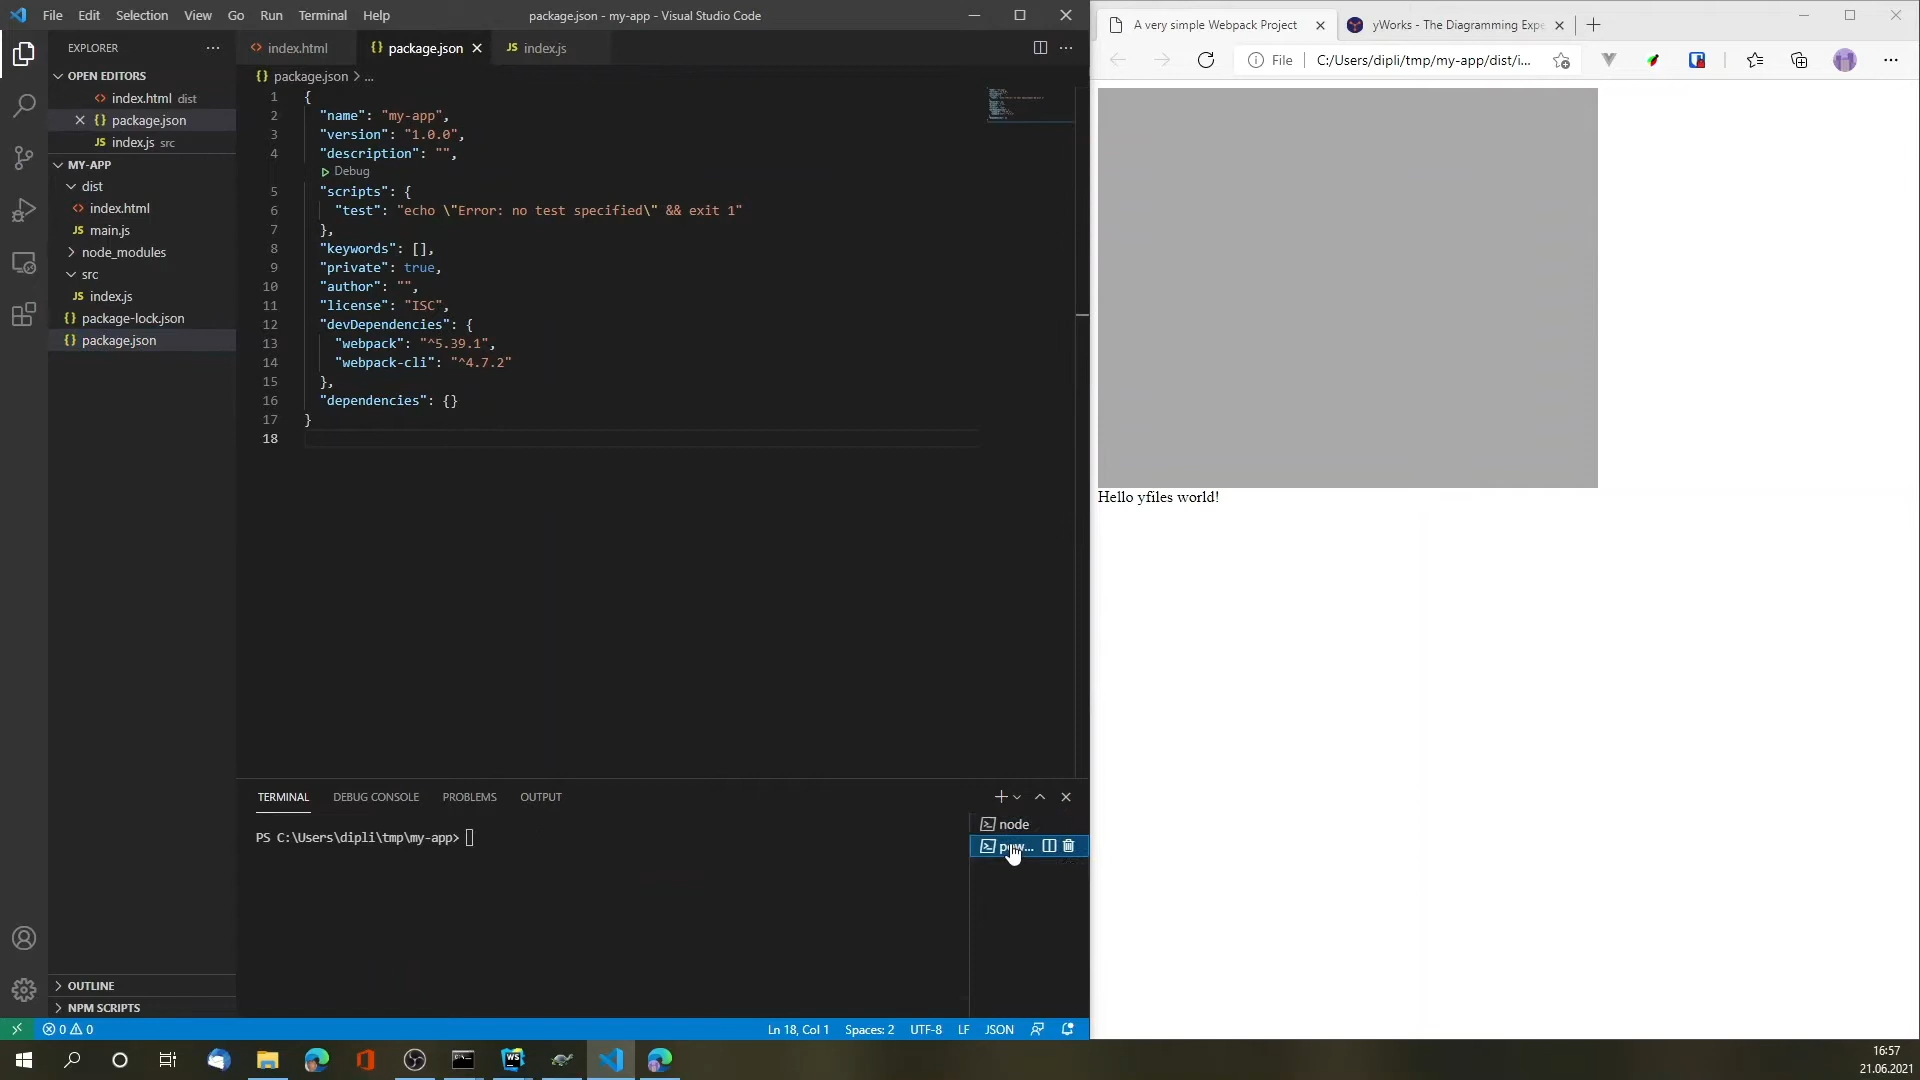 File Edit Selection View Go Run Terminal Help
package.json - my-app - Visual Studio Code
EXPLORER
OPEN EDITORS
index.html dist
package.json
index.js src
MY-APP
dist
index.html
main.js
node_modules
src
index.js
package-lock.json
package.json
OUTLINE
NPM SCRIPTS
index.html
package.json
index.js
package.json > ...
1 {
2 "name": "my-app",
3 "version": "1.0.0",
4 "description": "",
Debug
5 "scripts": {
6 "test": "echo \"Error: no test specified\" && exit 1"
7 },
8 "keywords": [],
9 "private": true,
10 "author": "",
11 "license": "ISC",
12 "devDependencies": {
13 "webpack": "^5.39.1",
14 "webpack-cli": "^4.7.2"
15 },
16 "dependencies": {}
17 }
18
TERMINAL DEBUG CONSOLE PROBLEMS OUTPUT
PS C:\Users\dipli\tmp\my-app>
node
0 0
Ln 18, Col 1 Spaces: 2 UTF-8 LF JSON
A very simple Webpack Project
yWorks - The Diagramming Expe
File C:/Users/dipli/tmp/my-app/dist/i...
Hello yfiles world!
WS
16:57
21.06.2021